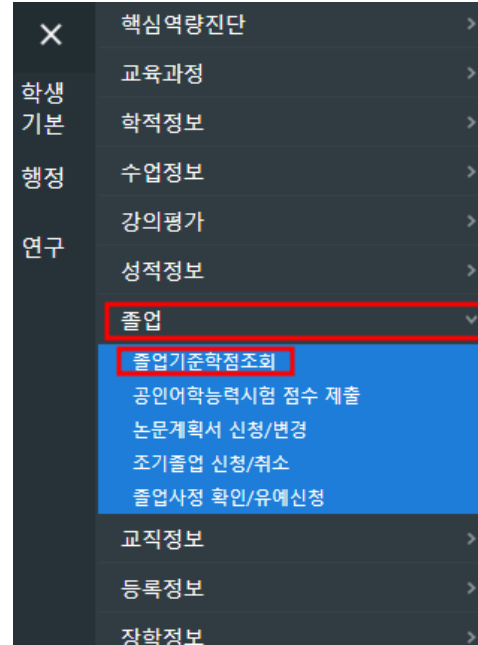 학생
기본
행정
연구
핵심역량진단
교육과정
학적정보
수업정보
강의평가
성적정보
졸업
졸업기준학점조회
공인어학능력시험 점수 제출
논문계획서 신청/변경
조기졸업 신청/취소
졸업사정 확인/유예신청
교직정보
등록정보
장학정보